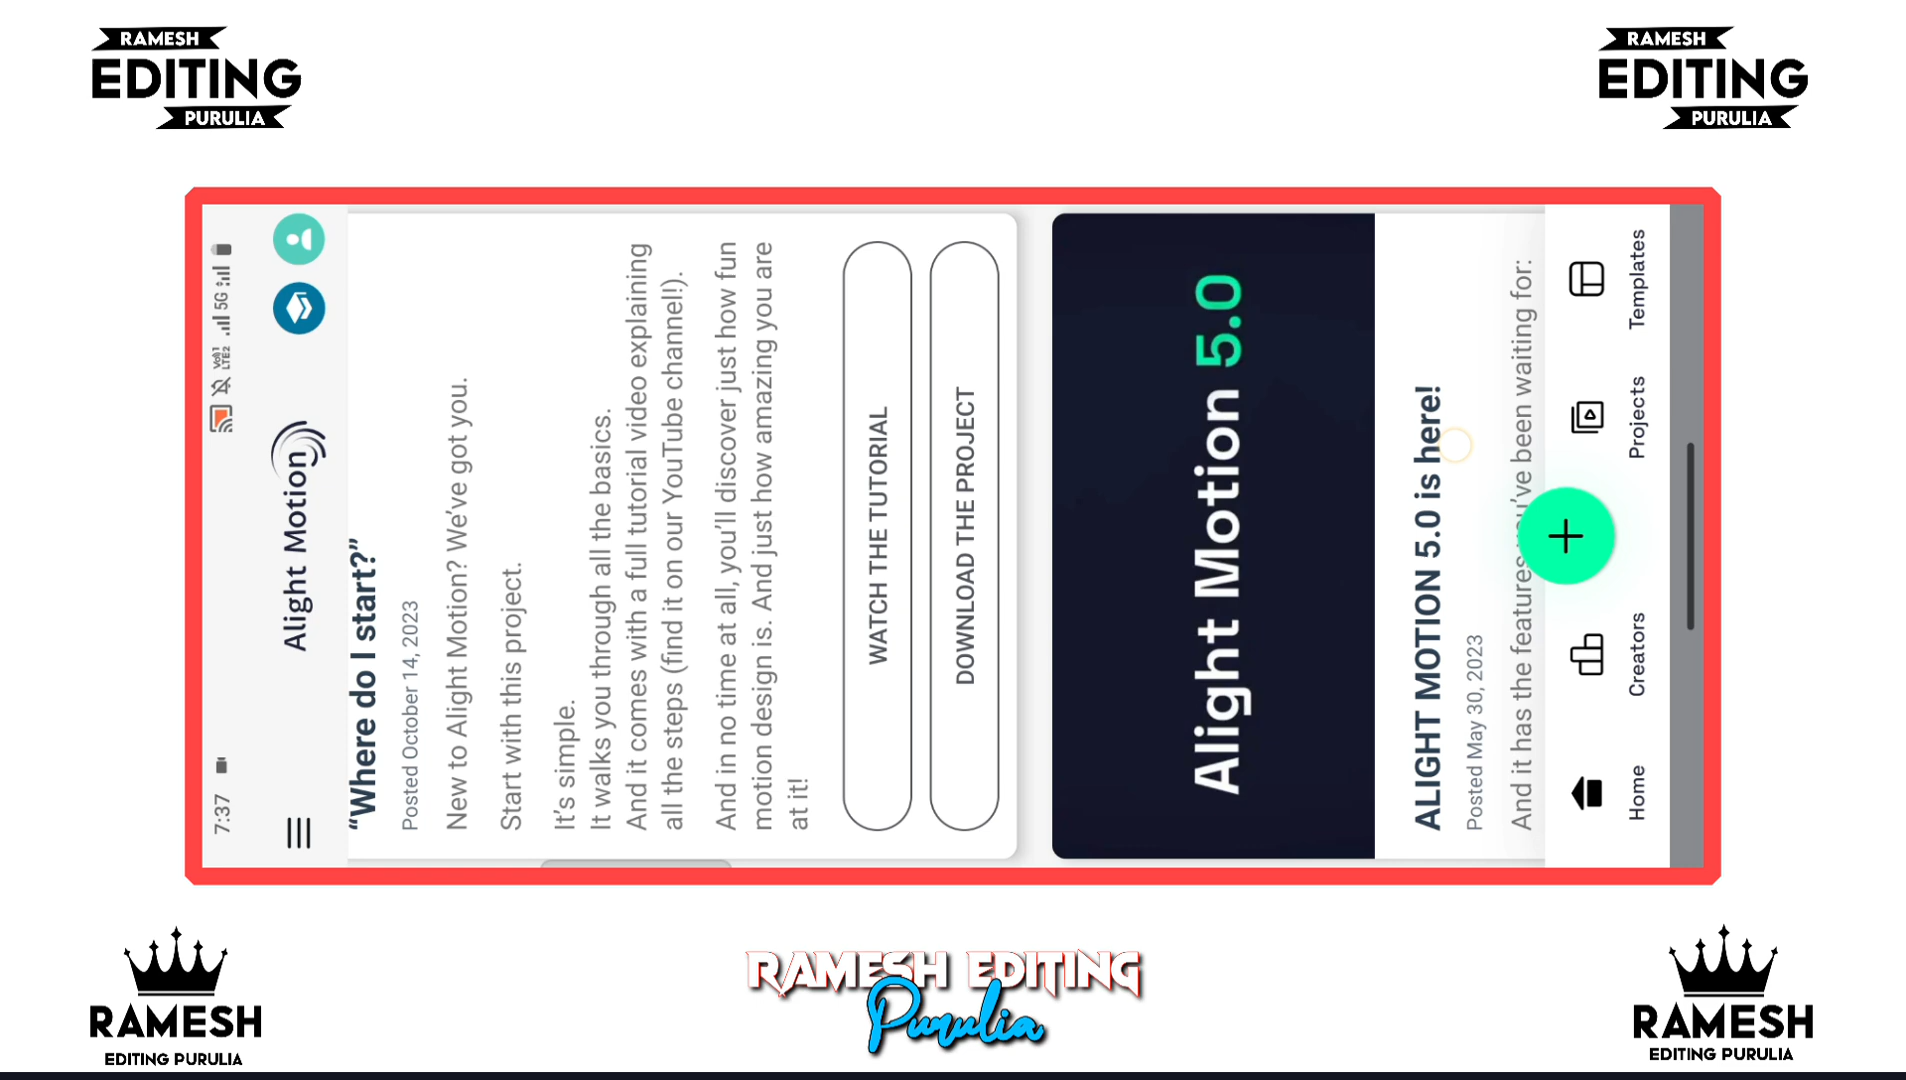 RAMESH
EDITING
PURULIA
RAMESH
EDITING
PURULIA
7:37
Vo)) LTE2
5G
Alight Motion
“Where do I start?”
Posted October 14, 2023
New to Alight Motion? We've got you.
Start with this project.
It's simple.
It walks you through all the basics.
And it comes with a full tutorial video explaining
all the steps (find it on our YouTube channel!).
And in no time at all, you'll discover just how fun
motion design is. And just how amazing you are
at it!
WATCH THE TUTORIAL
DOWNLOAD THE PROJECT
Alight Motion 5.0
ALIGHT MOTION 5.0 is here!
Posted May 30, 2023
And it has the features you've been waiting for:
Home
Creators
Projects
Templates
RAMESH
EDITING PURULIA
RAMESH EDITING
Purulia
RAMESH
EDITING PURULIA